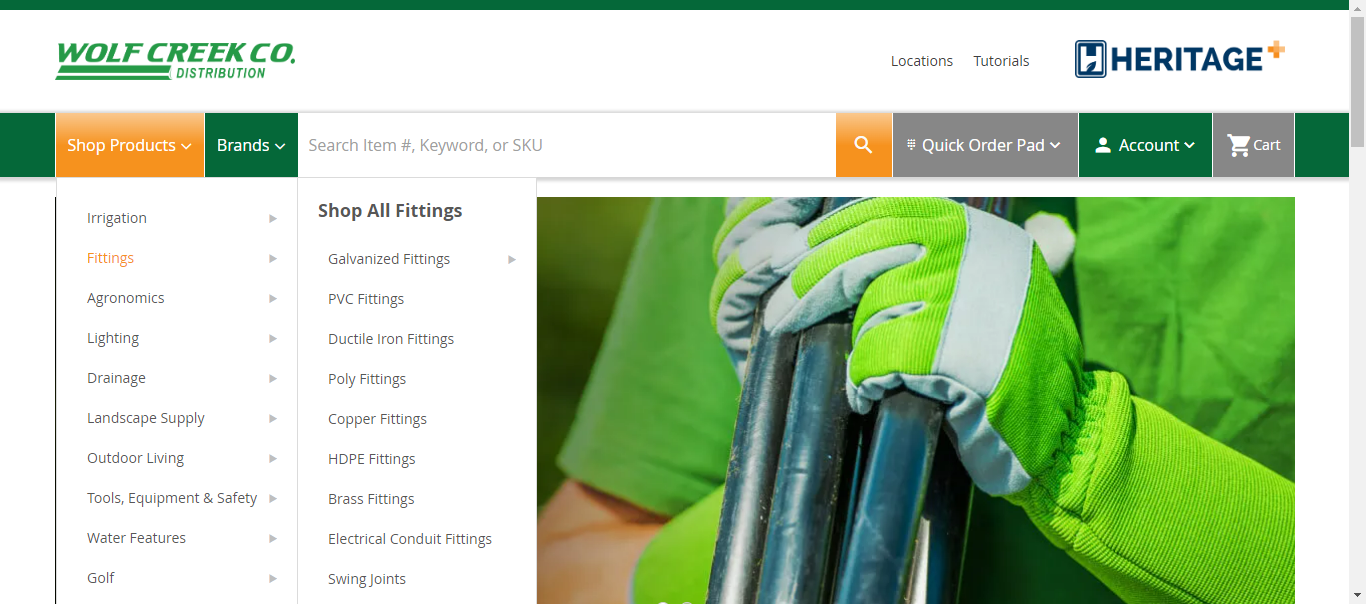 WOLF CREEK CO.
DISTRIBUTION
Locations
Tutorials
HERITAGE+
Shop Products
Brands
Search Item #, Keyword, or SKU
Quick Order Pad
Account
Cart
Irrigation
Fittings
Agronomics
Lighting
Drainage
Landscape Supply
Outdoor Living
Tools, Equipment & Safety
Water Features
Golf
Shop All Fittings
Galvanized Fittings
PVC Fittings
Ductile Iron Fittings
Poly Fittings
Copper Fittings
HDPE Fittings
Brass Fittings
Electrical Conduit Fittings
Swing Joints